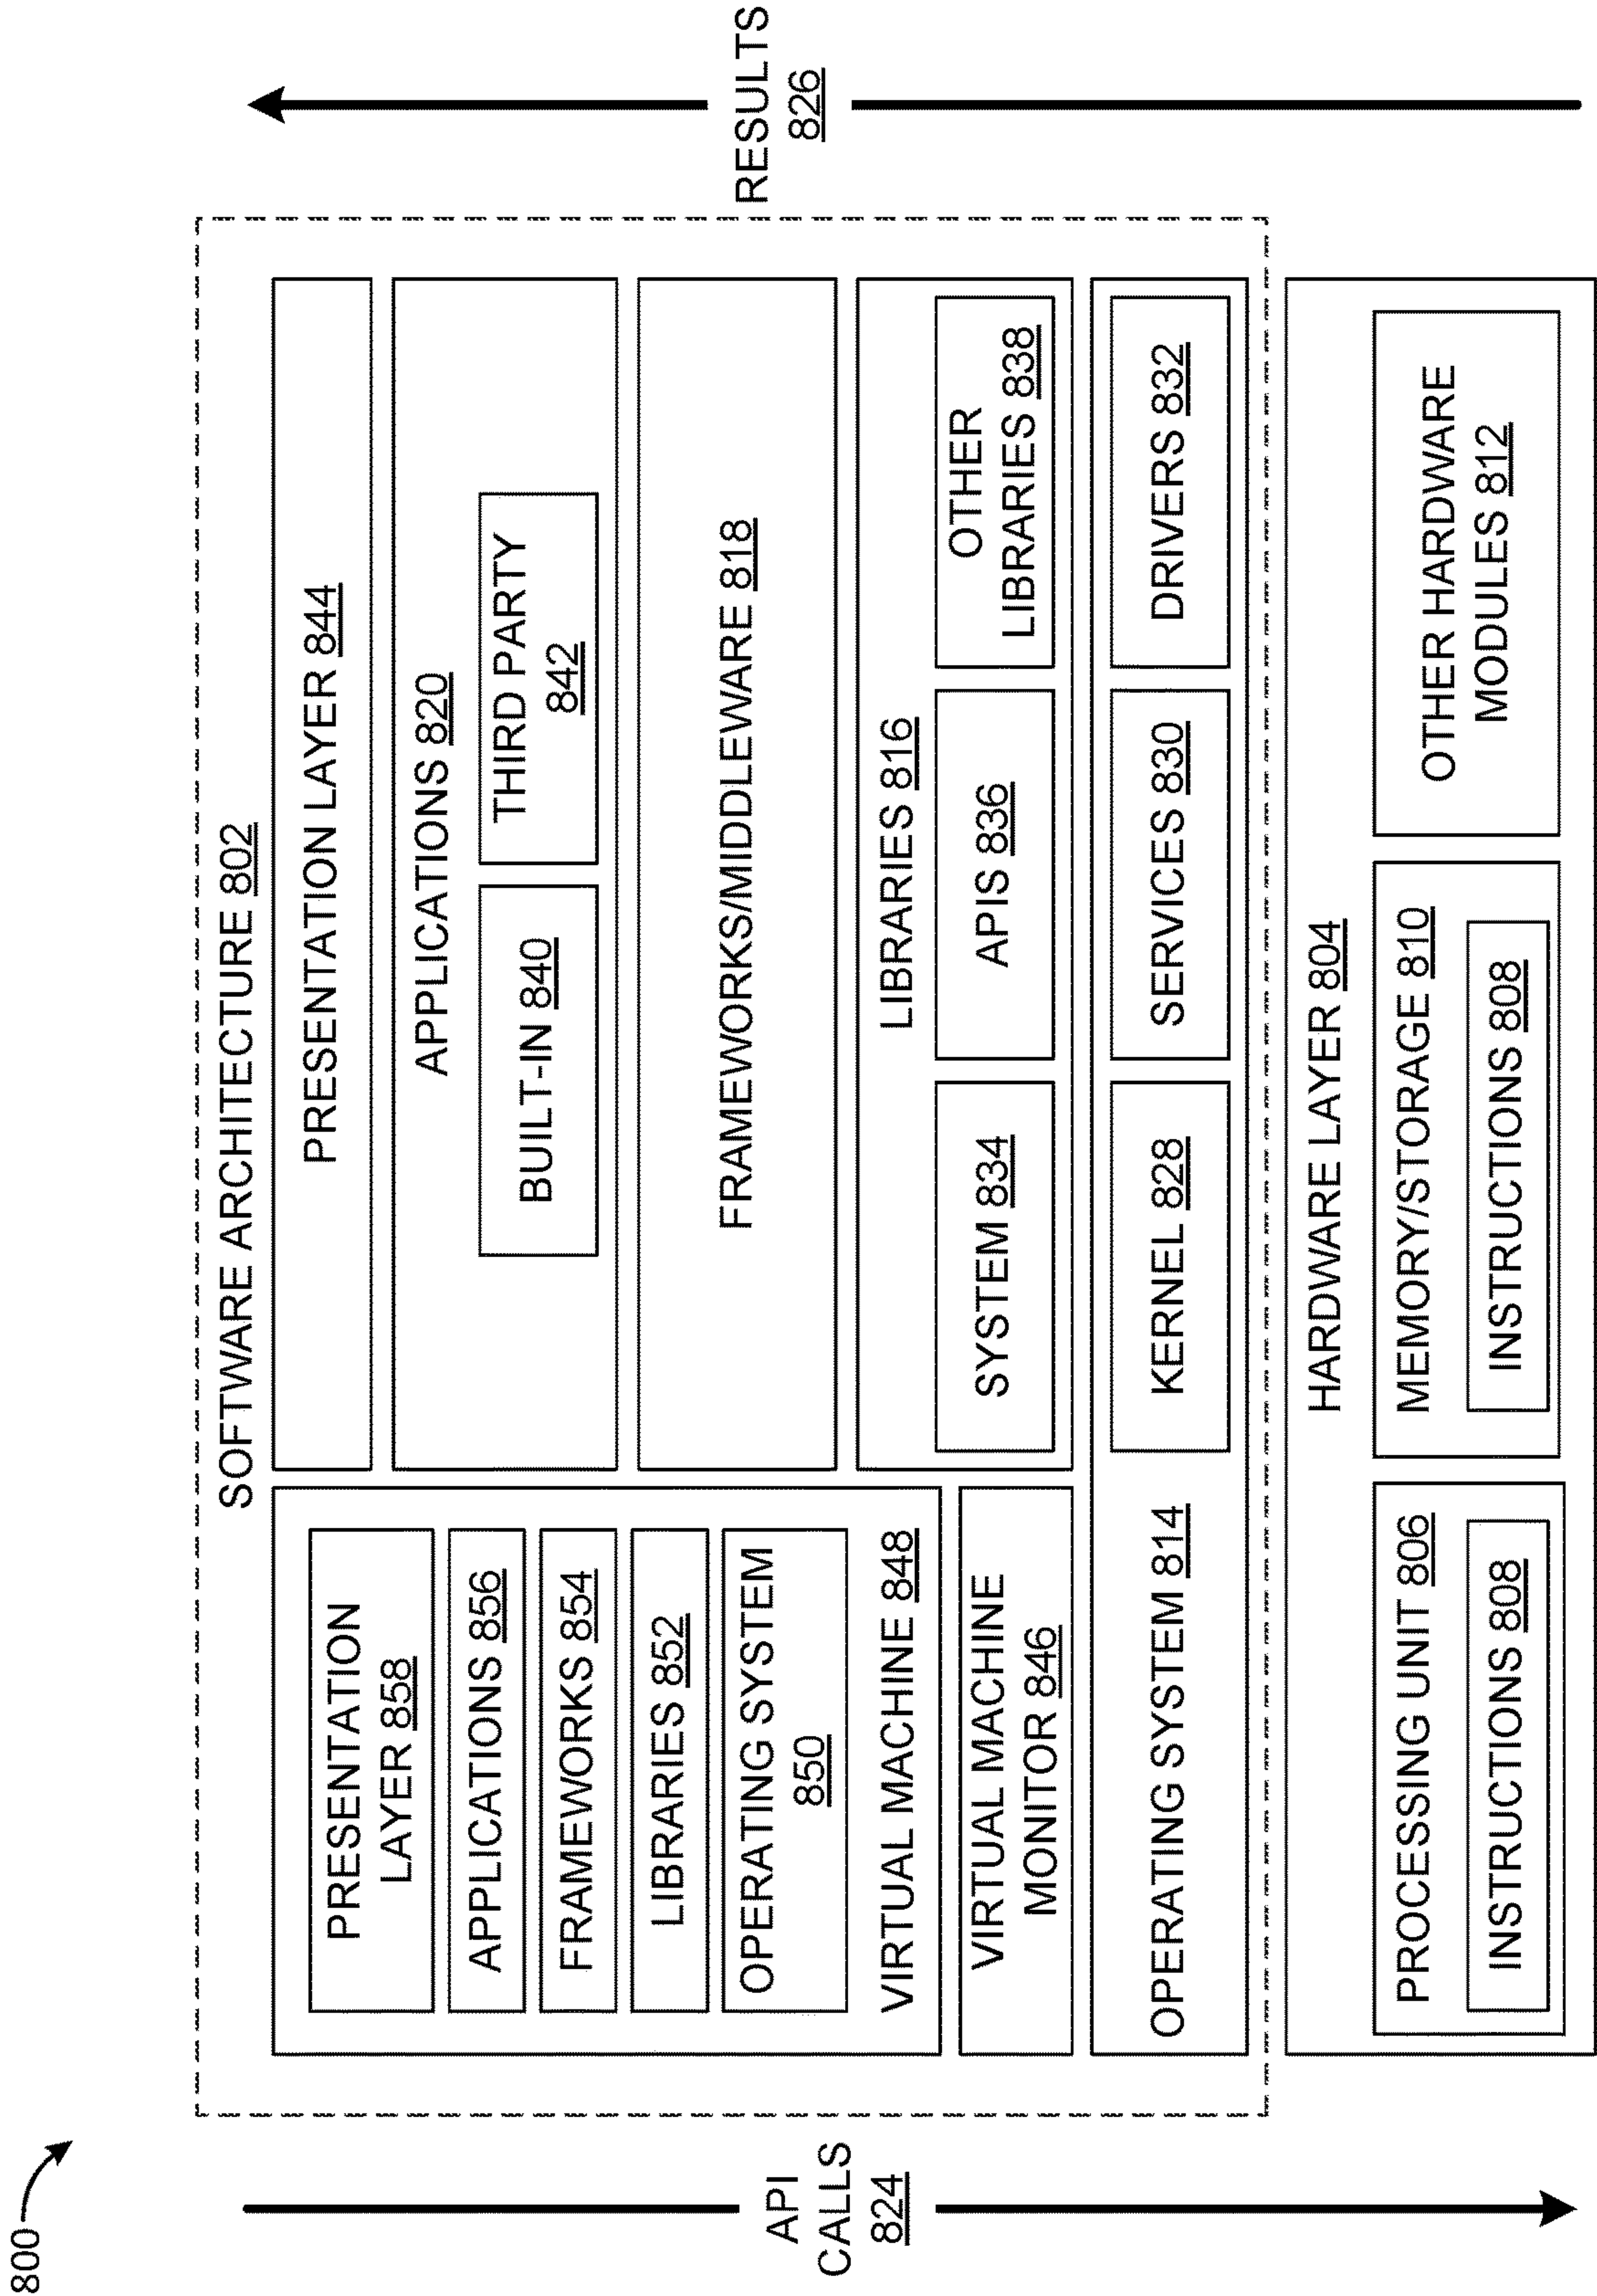 800
SOFTWARE ARCHITECTURE 802
PRESENTATION
LAYER 858
APPLICATIONS 856
FRAMEWORKS 854
LIBRARIES 852
OPERATING SYSTEM
850
VIRTUAL MACHINE 848
VIRTUAL MACHINE
MONITOR 846
PRESENTATION LAYER 844
APPLICATIONS 820
BUILT-IN 840
THIRD PARTY
842
FRAMEWORKS/MIDDLEWARE 818
LIBRARIES 816
SYSTEM 834
APIS 836
OTHER
LIBRARIES 838
OPERATING SYSTEM 814
KERNEL 828
SERVICES 830
DRIVERS 832
HARDWARE LAYER 804
PROCESSING UNIT 806
INSTRUCTIONS 808
MEMORY/STORAGE 810
INSTRUCTIONS 808
OTHER HARDWARE
MODULES 812
API
CALLS
824
RESULTS
826